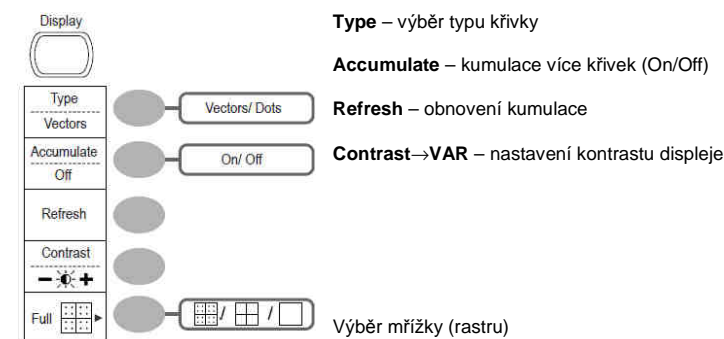 Display
Type – výběr typu křivky
Accumulate – kumulace více křivek (On/Off)
Type
Vectors
Vectors/ Dots
Refresh – obnovení kumulace
Accumulate
Off
On/ Off
Contrast→VAR – nastavení kontrastu displeje
Refresh
Contrast
Full
/ /
Výběr mřížky (rastru)